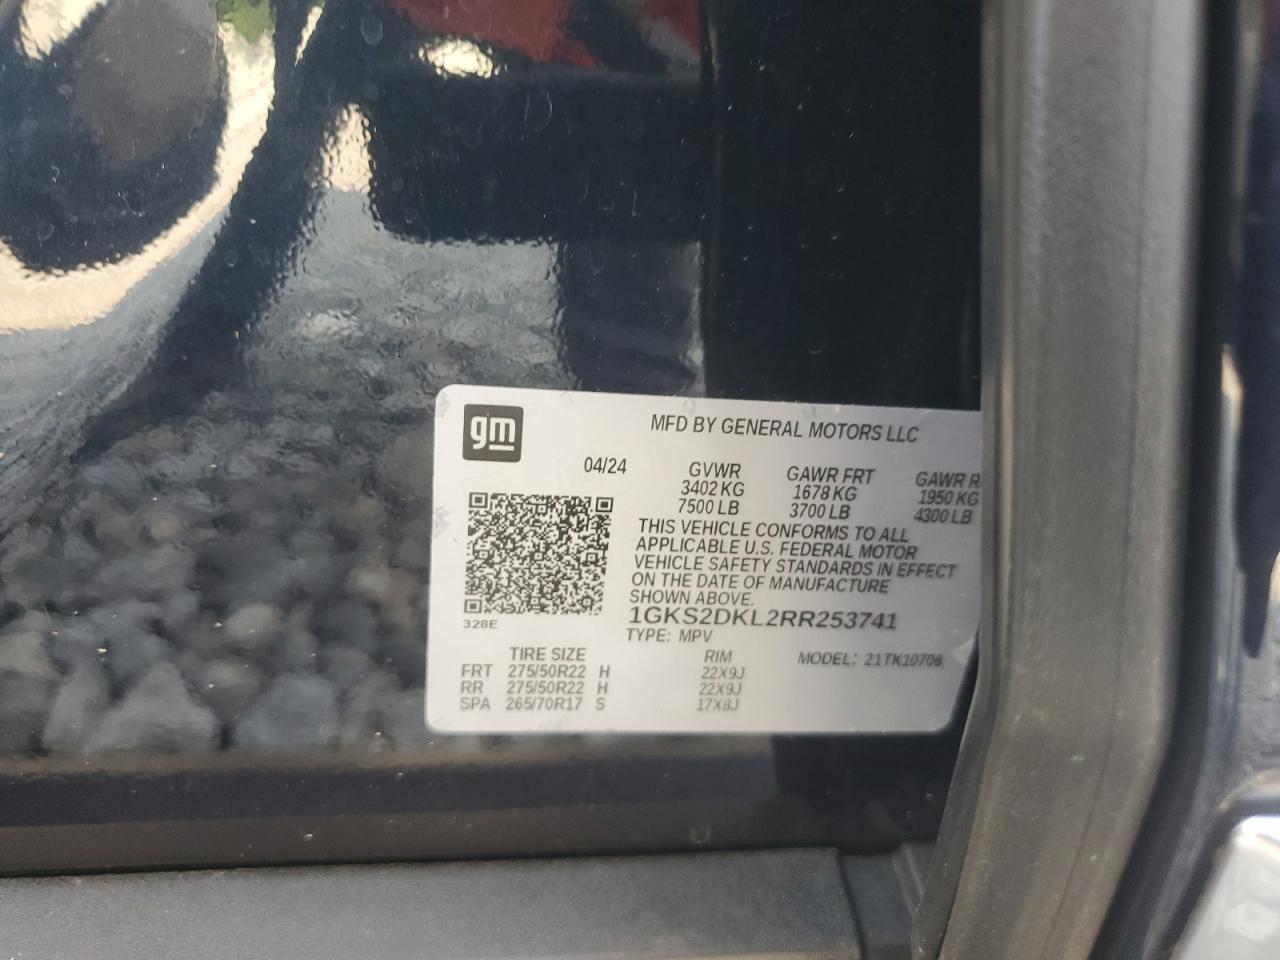 gm
MFD BY GENERAL MOTORS LLC
04/24 GVWR GAWR FRT GAWR R
3402 KG 1678 KG 1950 KG
7500 LB 3700 LB 4300 LB
THIS VEHICLE CONFORMS TO ALL
APPLICABLE U.S. FEDERAL MOTOR
VEHICLE SAFETY STANDARDS IN EFFECT
ON THE DATE OF MANUFACTURE
SHOWN ABOVE.
328E 1GKS2DKL2RR253741
TYPE: MPV
TIRE SIZE RIM MODEL: 21TK10706
FRT 275/50R22 H 22X9J
RR 275/50R22 H 22X9J
SPA 265/70R17 S 17X8J